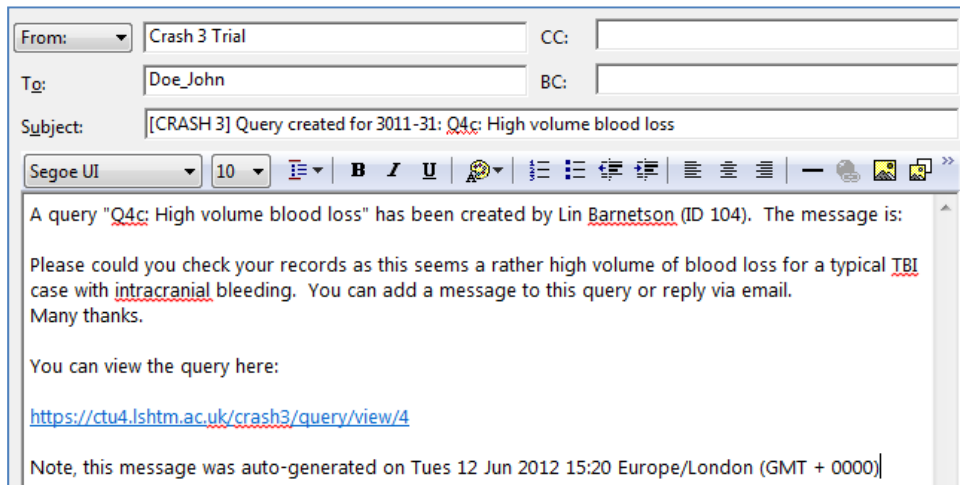 From: Crash 3 Trial CC:
To: Doe_John BC:
Subject: [CRASH 3] Query created for 3011-31: Q4c: High volume blood loss
Segoe UI 10 B I U
A query "Q4c: High volume blood loss" has been created by Lin Barnetson (ID 104). The message is:
Please could you check your records as this seems a rather high volume of blood loss for a typical TBI
case with intracranial bleeding. You can add a message to this query or reply via email.
Many thanks.
You can view the query here:
https://ctu4.lshtm.ac.uk/crash3/query/view/4
Note, this message was auto-generated on Tues 12 Jun 2012 15:20 Europe/London (GMT + 0000)